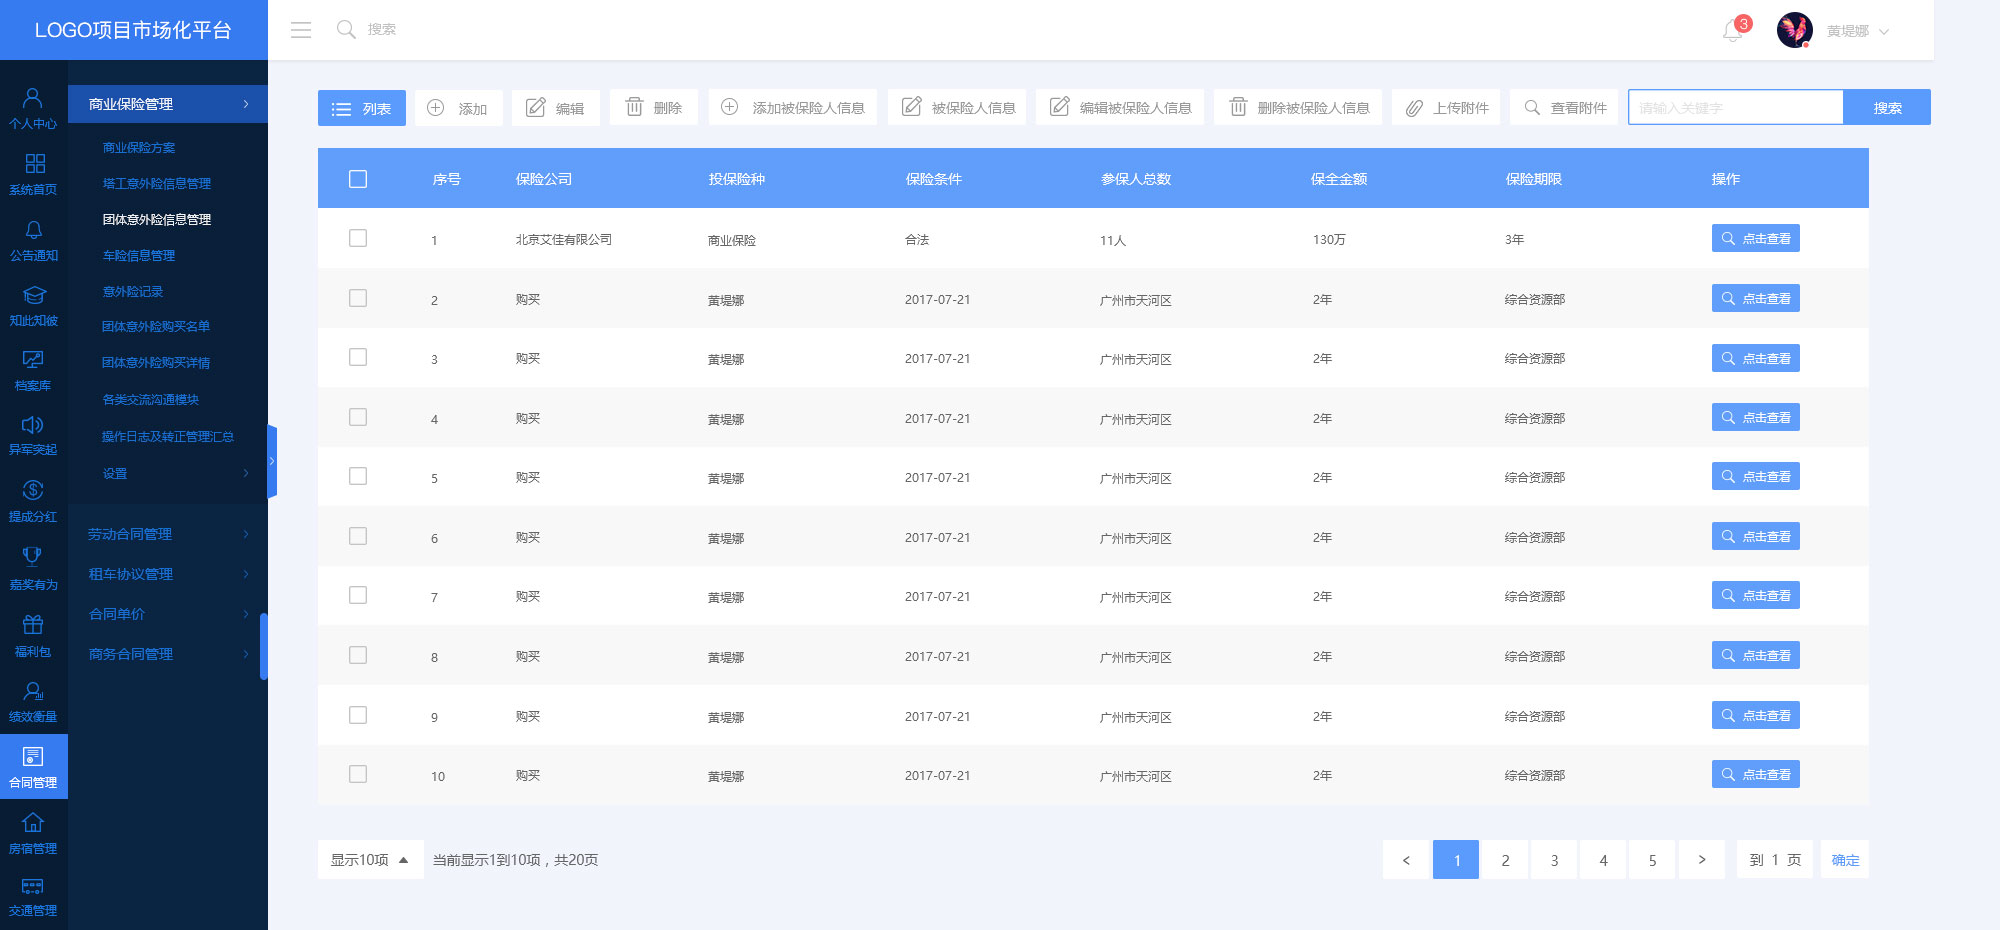 LOGO项目市场化平台
搜索
3
黄堤娜
个人中心
系统首页
公告通知
知此知彼
档案库
异军突起
提成分红
嘉奖有为
福利包
绩效衡量
合同管理
房宿管理
交通管理
商业保险管理
商业保险方案
塔工意外险信息管理
团体意外险信息管理
车险信息管理
意外险记录
团体意外险购买名单
团体意外险购买详情
各类交流沟通模块
操作日志及转正管理汇总
设置
劳动合同管理
租车协议管理
合同单价
商务合同管理
列表 添加 编辑 删除 添加被保险人信息 被保险人信息 编辑被保险人信息 删除被保险人信息 上传附件 查看附件 请输入关键字 搜索
序号 保险公司 投保险种 保险条件 参保人总数 保全金额 保险期限 操作
1 北京艾佳有限公司 商业保险 合法 11人 130万 3年 点击查看
2 购买 黄堤娜 2017-07-21 广州市天河区 2年 综合资源部 点击查看
3 购买 黄堤娜 2017-07-21 广州市天河区 2年 综合资源部 点击查看
4 购买 黄堤娜 2017-07-21 广州市天河区 2年 综合资源部 点击查看
5 购买 黄堤娜 2017-07-21 广州市天河区 2年 综合资源部 点击查看
6 购买 黄堤娜 2017-07-21 广州市天河区 2年 综合资源部 点击查看
7 购买 黄堤娜 2017-07-21 广州市天河区 2年 综合资源部 点击查看
8 购买 黄堤娜 2017-07-21 广州市天河区 2年 综合资源部 点击查看
9 购买 黄堤娜 2017-07-21 广州市天河区 2年 综合资源部 点击查看
10 购买 黄堤娜 2017-07-21 广州市天河区 2年 综合资源部 点击查看
显示10项 当前显示1到10项，共20页 < 1 2 3 4 5 > 到 1 页 确定